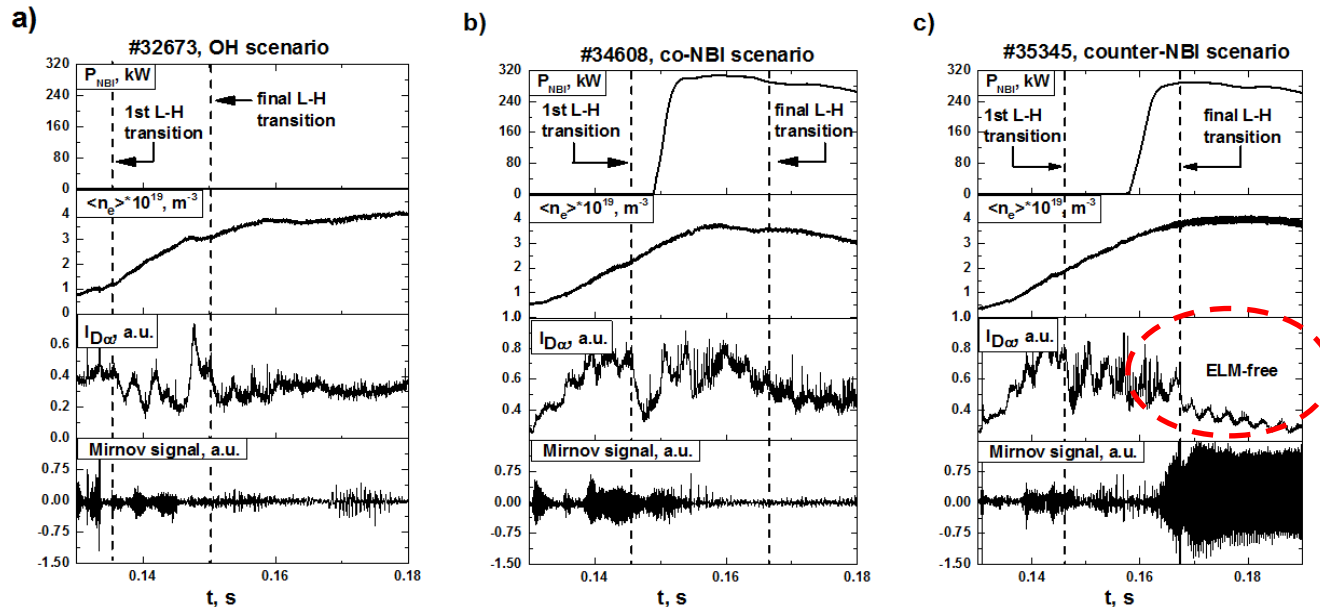 a)
#32673, OH scenario
P_NBI, kW
320
240
160
80
0
1st L-H
transition
final L-H
transition
<n_e>*10^19, m^-3
4
3
2
1
0
I_Dα, a.u.
0.6
0.4
0.2
0.0
Mirnov signal, a.u.
0.75
0.00
-0.75
-1.50
0.14
0.16
0.18
t, s
b)
#34608, co-NBI scenario
P_NBI, kW
320
240
160
80
0
1st L-H
transition
final L-H
transition
<n_e>*10^19, m^-3
4
3
2
1
1.0
I_Dα, a.u.
0.8
0.6
0.4
Mirnov signal, a.u.
0.75
0.00
-0.75
-1.50
0.14
0.16
0.18
t, s
c)
#35345, counter-NBI scenario
P_NBI, kW
320
240
160
80
0
1st L-H
transition
final L-H
transition
<n_e>*10^19, m^-3
4
3
2
1
1.0
I_Dα, a.u.
0.8
0.6
0.4
ELM-free
Mirnov signal, a.u.
0.75
0.00
-0.75
-1.50
0.14
0.16
0.18
t, s